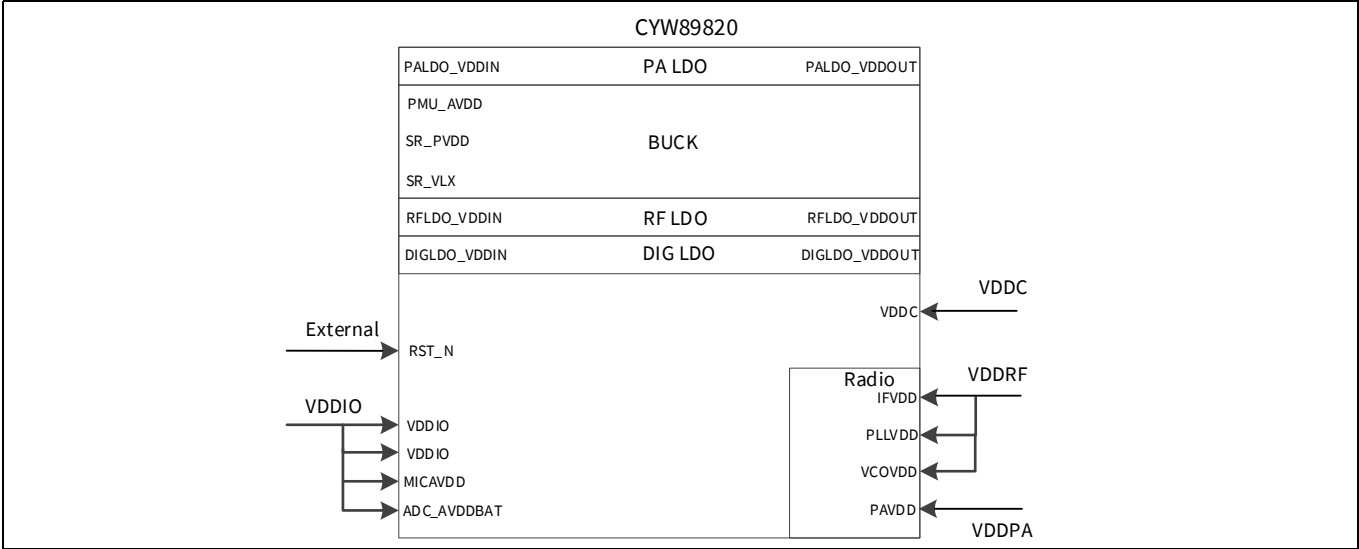 CYW89820
PALDO_VDDIN PA LDO PALDO_VDDOUT
PMU_AVDD
SR_PVDD BUCK
SR_VLX
RFLDO_VDDIN RF LDO RFLDO_VDDOUT
DIGLDO_VDDIN DIG LDO DIGLDO_VDDOUT
VDDC
VDDC
External
RST_N
Radio VDDRF
IFVDD
VDDIO
VDDIO
PLLVDD
VDDIO
VCOVDD
MICAVDD
ADC_AVDDBAT
PAVDD
VDDPA